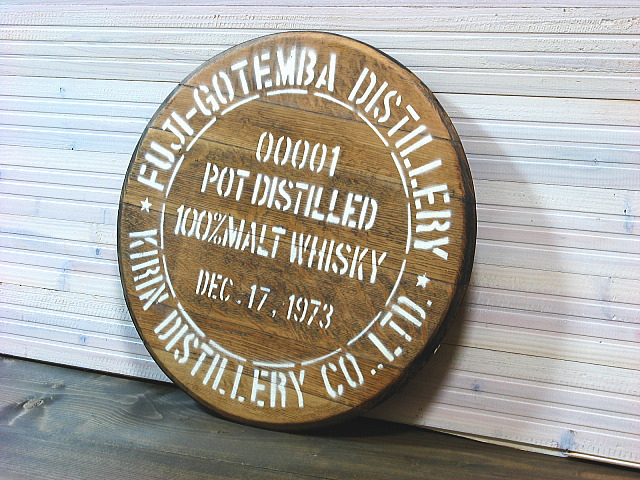 FUJI-GOTEMBA DISTILLERY
00001
POT DISTILLED
100%MALT WHISKY
DEC.17,1973
KIRIN DISTILLERY CO.,LTD.